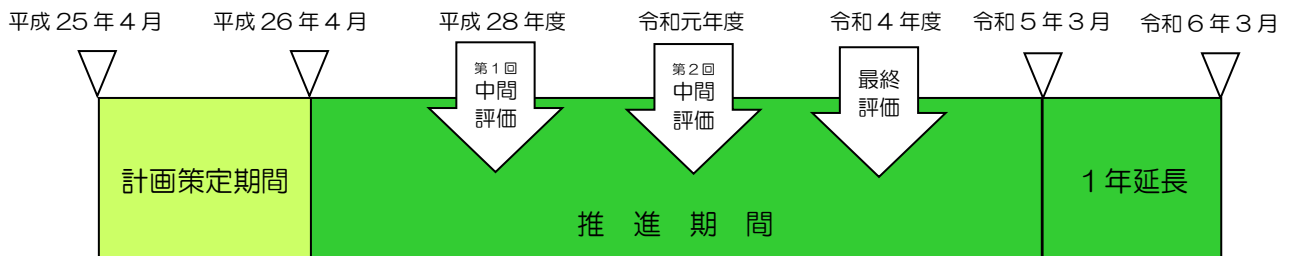 平成25年4月 平成26年4月 平成28年度 令和元年度 令和4年度 令和5年3月 令和6年3月
第1回
中間
評価
第2回
中間
評価
最終
評価
計画策定期間
推進期間
1年延長